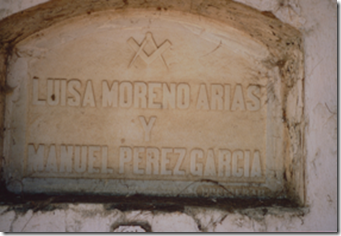 LUISA MORENO ARIAS
Y
MANUEL PEREZ GARCIA